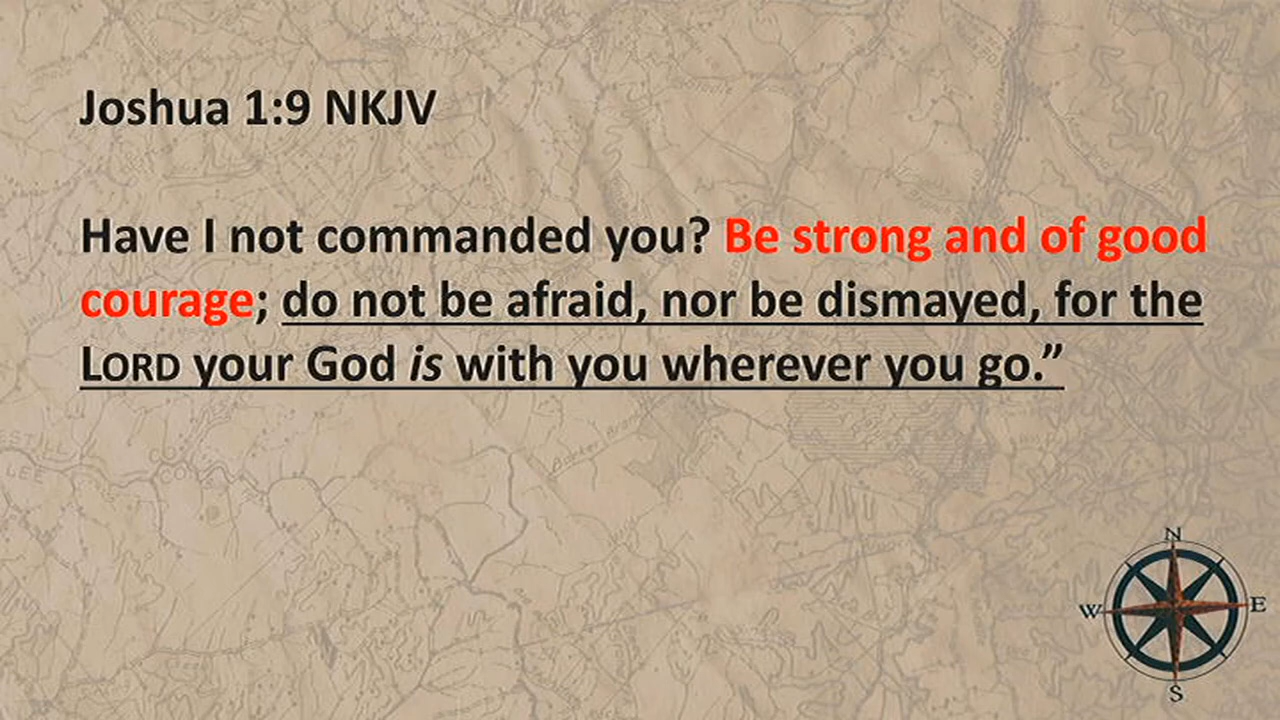 Joshua 1:9 NKJV
Have I not commanded you? Be strong and of good
courage; do not be afraid, nor be dismayed, for the
LORD your God is with you wherever you go.”
N
W E
S